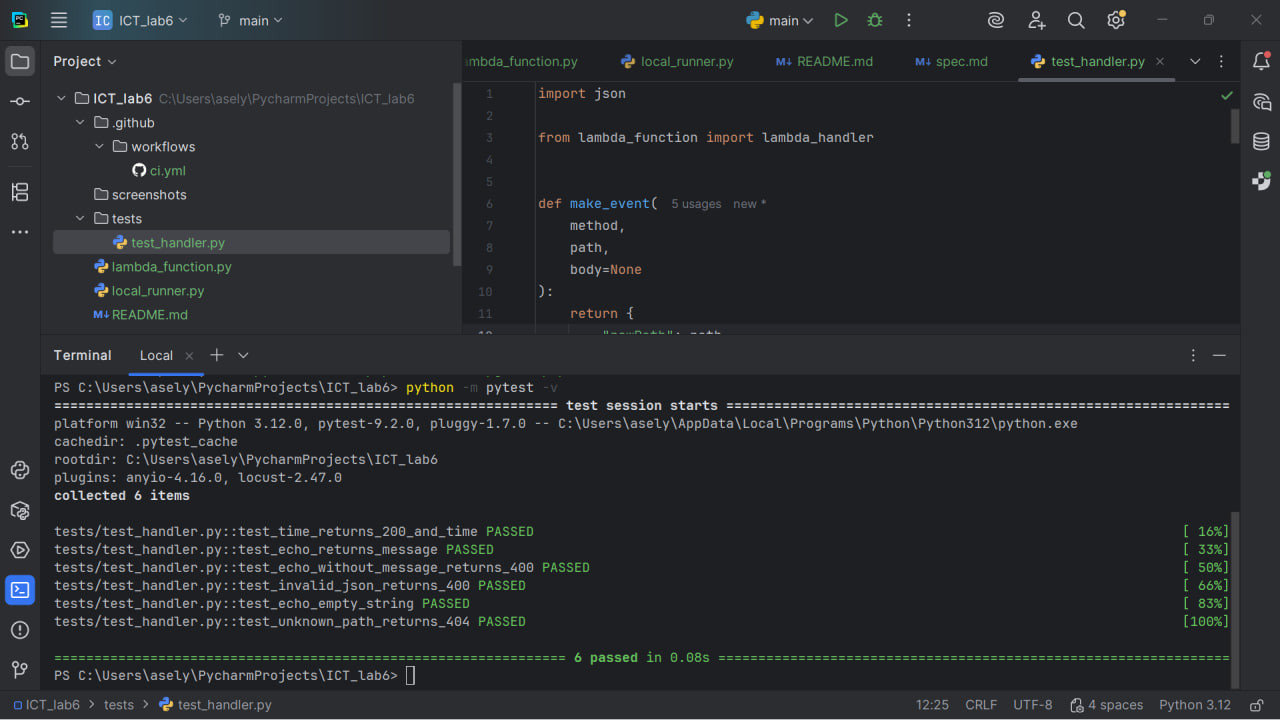 IC ICT_lab6 main main
Project
ambda_function.py local_runner.py README.md spec.md test_handler.py
ICT_lab6 C:\Users\asely\PycharmProjects\ICT_lab6
.github
workflows
ci.yml
screenshots
tests
test_handler.py
lambda_function.py
local_runner.py
README.md
1 import json
2
3 from lambda_function import lambda_handler
4
5
6 def make_event( 5 usages new *
7 method,
8 path,
9 body=None
10 ):
11 return {
12 "rawPath": path,
Terminal Local
PS C:\Users\asely\PycharmProjects\ICT_lab6> python -m pytest -v
=============================================================== test session starts ===============================================================
platform win32 -- Python 3.12.0, pytest-9.2.0, pluggy-1.7.0 -- C:\Users\asely\AppData\Local\Programs\Python\Python312\python.exe
cachedir: .pytest_cache
rootdir: C:\Users\asely\PycharmProjects\ICT_lab6
plugins: anyio-4.16.0, locust-2.47.0
collected 6 items
tests/test_handler.py::test_time_returns_200_and_time PASSED [ 16%]
tests/test_handler.py::test_echo_returns_message PASSED [ 33%]
tests/test_handler.py::test_echo_without_message_returns_400 PASSED [ 50%]
tests/test_handler.py::test_invalid_json_returns_400 PASSED [ 66%]
tests/test_handler.py::test_echo_empty_string PASSED [ 83%]
tests/test_handler.py::test_unknown_path_returns_404 PASSED [100%]
================================================================ 6 passed in 0.08s ================================================================
PS C:\Users\asely\PycharmProjects\ICT_lab6>
ICT_lab6 > tests > test_handler.py 12:25 CRLF UTF-8 4 spaces Python 3.12